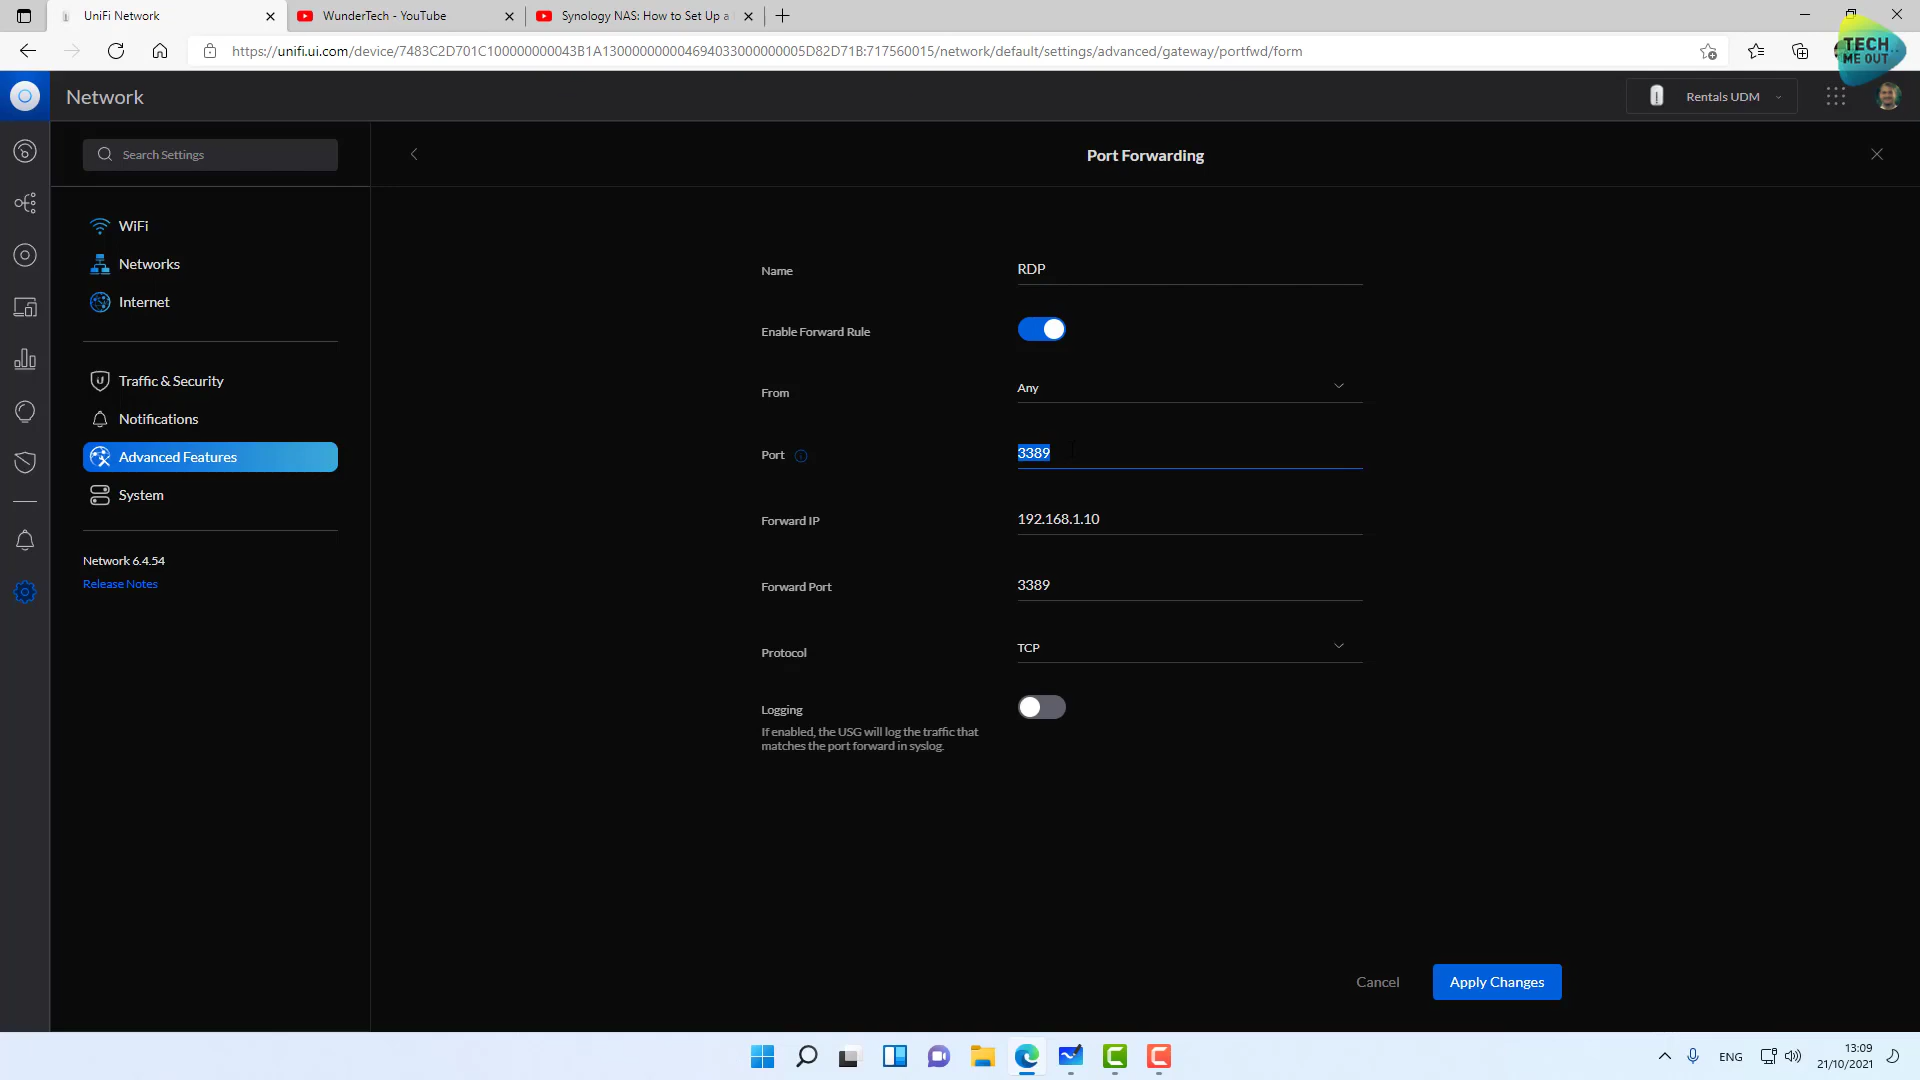 UniFi Network
WunderTech - YouTube
Synology NAS: How to Set Up a
https://unifi.ui.com/device/7483C2D701C100000000043B1A1300000000046940330000000005D82D71B:717560015/network/default/settings/advanced/gateway/portfwd/form
TECH
ME OUT
Network
Rentals UDM
Search Settings
Port Forwarding
WiFi
Networks
Internet
Traffic & Security
Notifications
Advanced Features
System
Network 6.4.54
Release Notes
Name
RDP
Enable Forward Rule
From
Any
Port
3389
Forward IP
192.168.1.10
Forward Port
3389
Protocol
TCP
Logging
If enabled, the USG will log the traffic that
matches the port forward in syslog.
Cancel
Apply Changes
ENG
13:09
21/10/2021